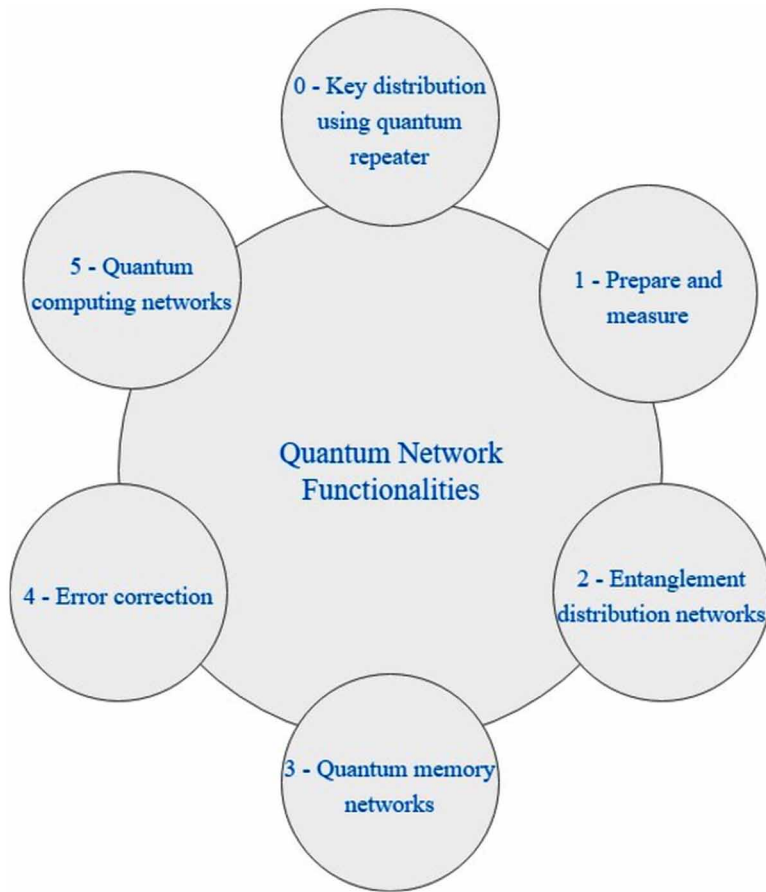 0 - Key distribution
using quantum
repeater
5 - Quantum
computing networks
1 - Prepare and
measure
Quantum Network
Functionalities
4 - Error correction
2 - Entanglement
distribution networks
3 - Quantum memory
networks